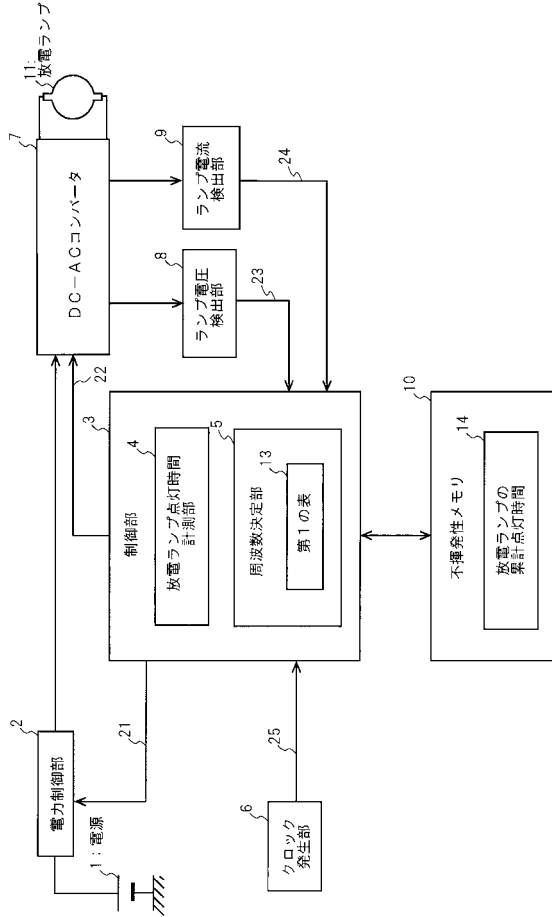 1：電源
2
電力制御部
21
22
3
制御部
4
放電ランプ点灯時間
計測部
5
周波数決定部
13
第1の表
6
クロック
発生部
25
7
DC－ACコンバータ
11：
放電ランプ
8
ランプ電圧
検出部
23
9
ランプ電流
検出部
24
10
不揮発性メモリ
14
放電ランプの
累計点灯時間